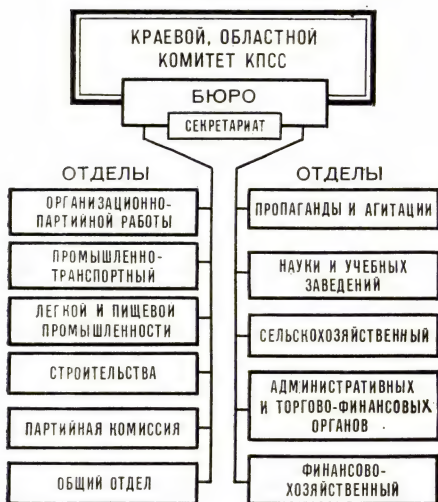 КРАЕВОЙ, ОБЛАСТНОЙ
КОМИТЕТ КПСС
БЮРО
СЕКРЕТАРИАТ
ОТДЕЛЫ
ОРГАНИЗАЦИОННО-
ПАРТИЙНОЙ РАБОТЫ
ПРОМЫШЛЕННО-
ТРАНСПОРТНЫЙ
ЛЕГКОЙ И ПИЩЕВОЙ
ПРОМЫШЛЕННОСТИ
СТРОИТЕЛЬСТВА
ПАРТИЙНАЯ КОМИССИЯ
ОБЩИЙ ОТДЕЛ
ОТДЕЛЫ
ПРОПАГАНДЫ И АГИТАЦИИ
НАУКИ И УЧЕБНЫХ
ЗАВЕДЕНИЙ
СЕЛЬСКОХОЗЯЙСТВЕННЫЙ
АДМИНИСТРАТИВНЫХ
И ТОРГОВО-ФИНАНСОВЫХ
ОРГАНОВ
ФИНАНСОВО-
ХОЗЯЙСТВЕННЫЙ